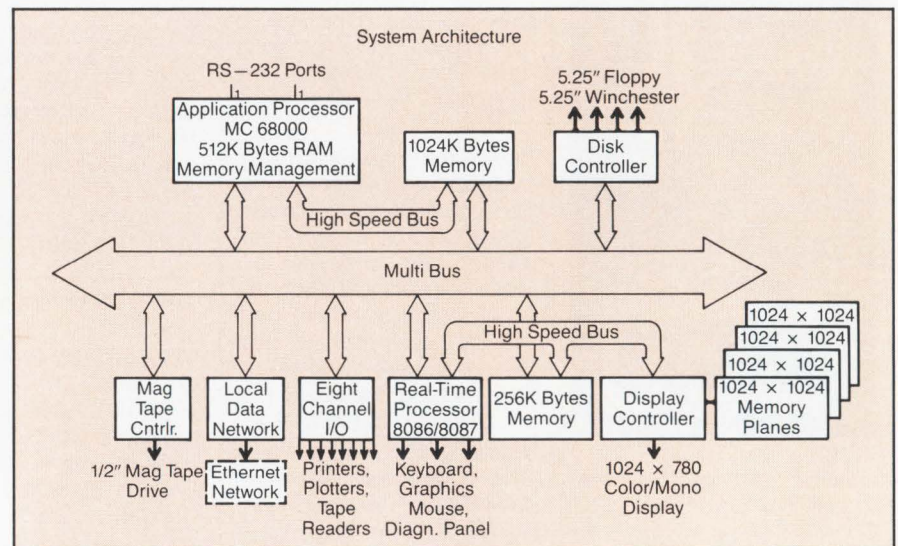 System Architecture
RS—232 Ports
1 1
Application Processor
MC 68000
512K Bytes RAM
Memory Management
1024K Bytes
Memory
5.25" Floppy
5.25" Winchester
Disk
Controller
High Speed Bus
Multi Bus
High Speed Bus
Mag
Tape
Cntrlr.
1/2" Mag Tape
Drive
Local
Data
Network
Ethernet
Network
Eight
Channel
I/O
Printers,
Plotters,
Tape
Readers
Real-Time
Processor
8086/8087
Keyboard,
Graphics
Mouse,
Diagn. Panel
256K Bytes
Memory
Display
Controller
1024 × 780
Color/Mono
Display
1024 × 1024
1024 × 1024
1024 × 1024
1024 × 1024
Memory
Planes